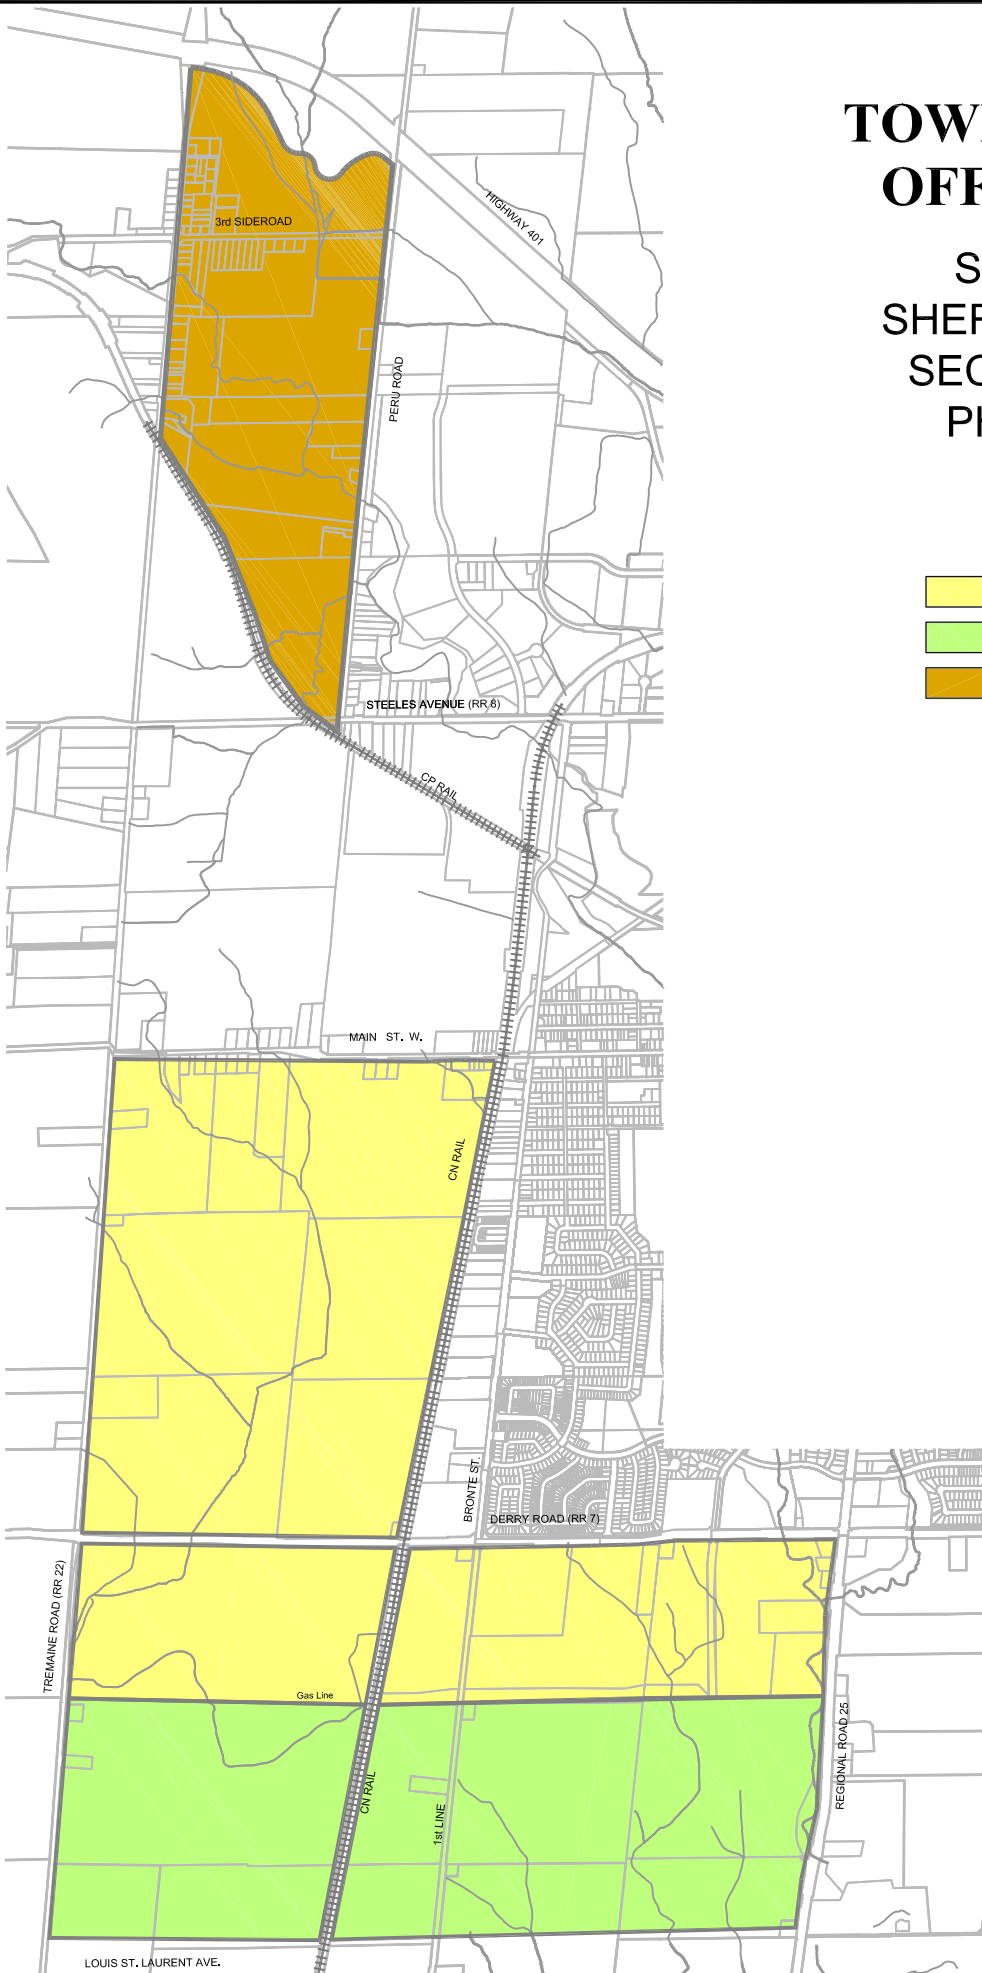 TOW
OFF
S
SHER
SEC
PH
HIGHWAY 401
3rd SIDEROAD
PERU ROAD
STEELES AVENUE (RR 8)
CP RAIL
MAIN ST. W.
CN RAIL
BRONTE ST.
DERRY ROAD (RR 7)
TREMAINE ROAD (RR 22)
Gas Line
REGIONAL ROAD 25
CN RAIL
1st LINE
LOUIS ST. LAURENT AVE.